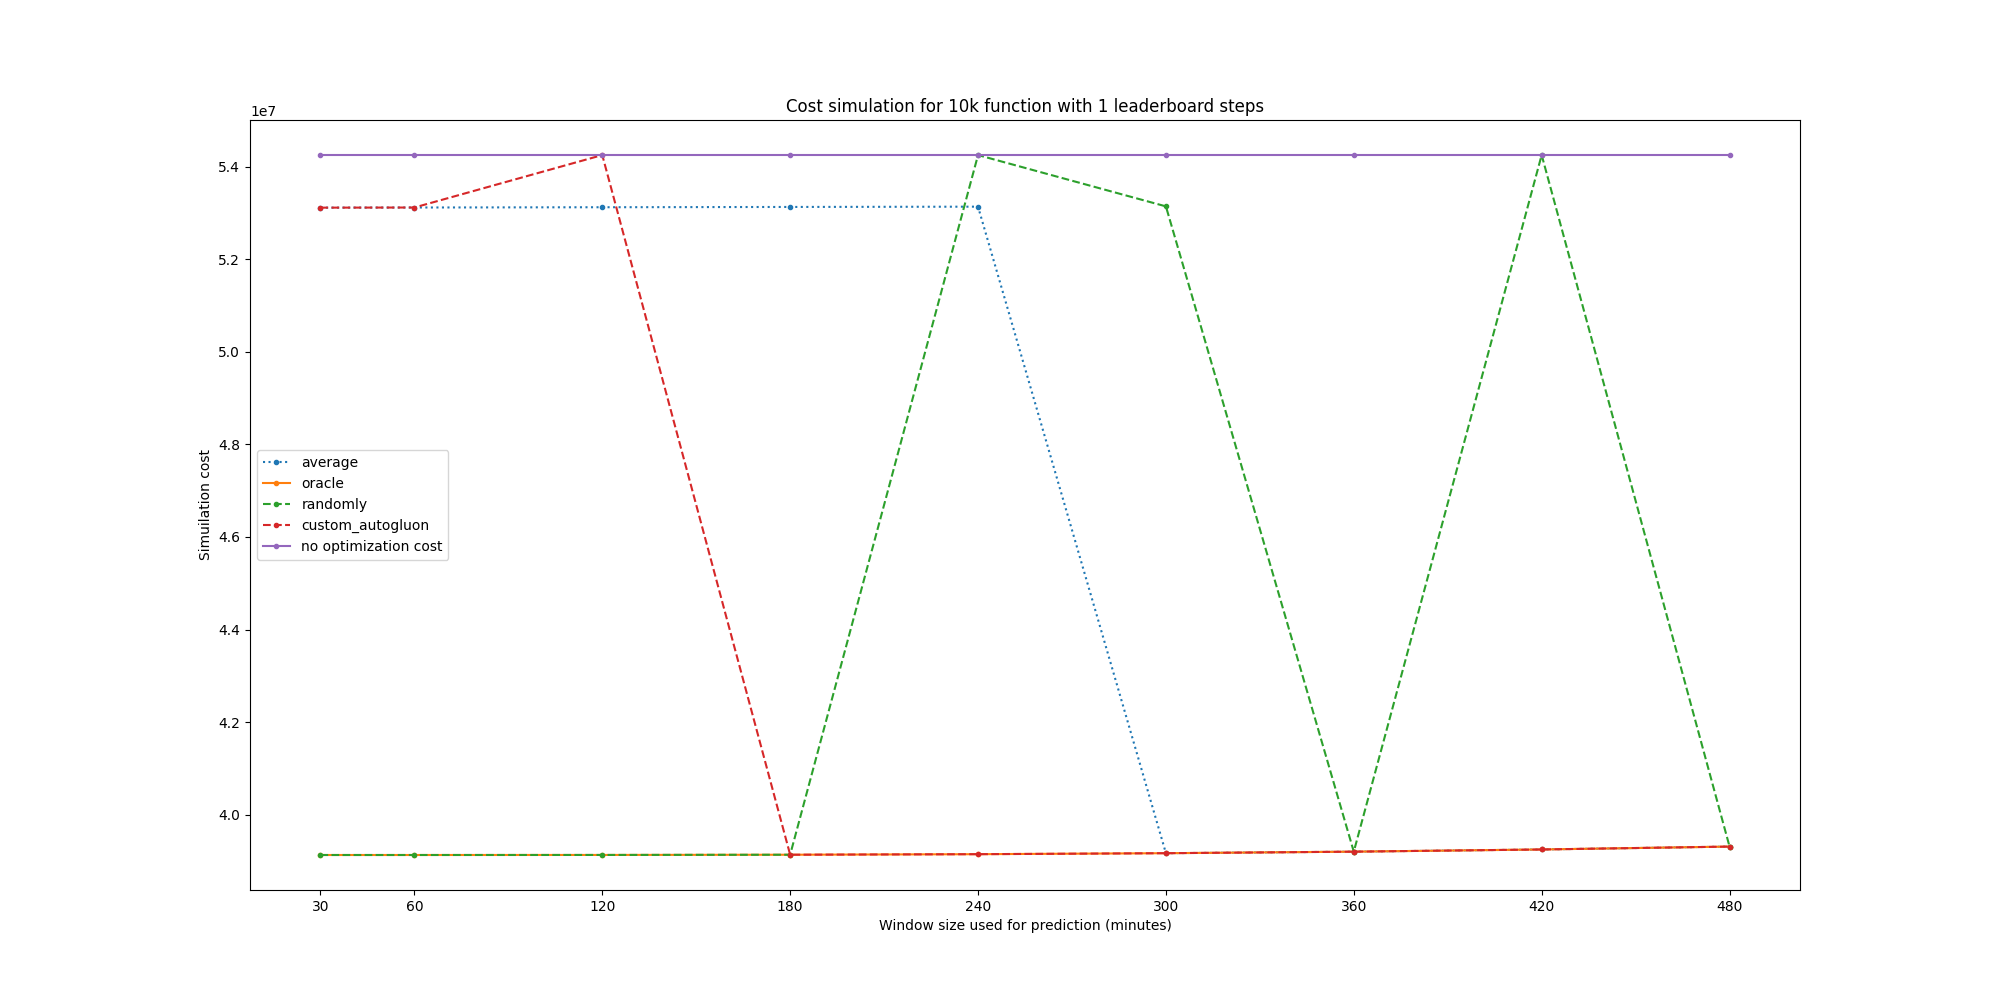 Cost simulation for 10k function with 1 leaderboard steps
1e7
5.4
5.2
5.0
4.8
4.6
4.4
4.2
4.0
Simuilation cost
average
oracle
randomly
custom_autogluon
no optimization cost
30 60 120 180 240 300 360 420 480
Window size used for prediction (minutes)